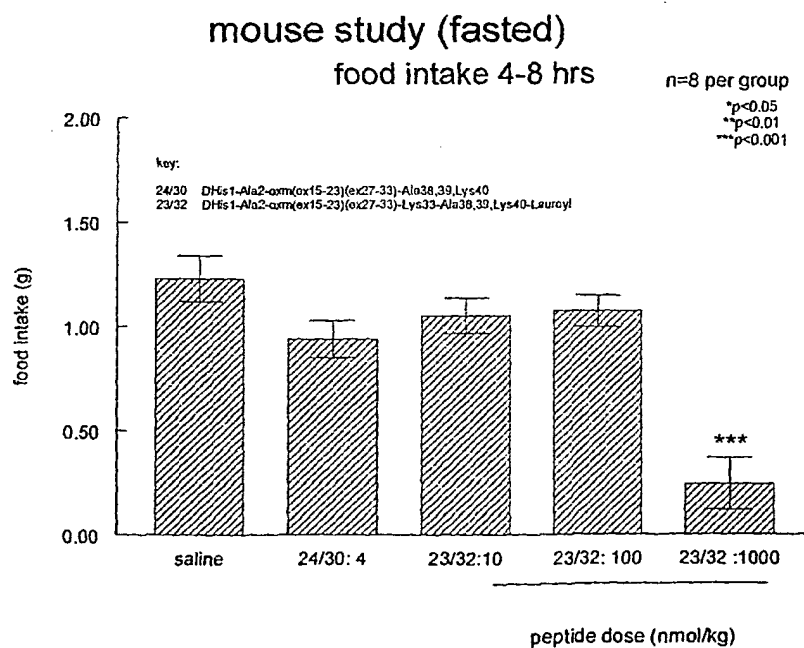 mouse study (fasted)
food intake 4-8 hrs
n=8 per group
*p<0.05
**p<0.01
***p<0.001
key:
24/30 DHis1-Ala2-oxm(ex15-23)(ex27-33)-Ala38,39,Lys40
23/32 DHis1-Ala2-oxm(ex15-23)(ex27-33)-Lys33-Ala38,39,Lys40-Lauroyl
food intake (g)
2.00
1.50
1.00
0.50
0.00
***
saline 24/30: 4 23/32:10 23/32: 100 23/32 :1000
peptide dose (nmol/kg)